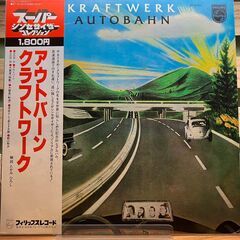 スーパー
シンセサイザー
コレクション
1,800円
アウトバーン
クラフトワーク
フィリップスレコード
KRAFTWERK
AUTOBAHN
PHILIPS